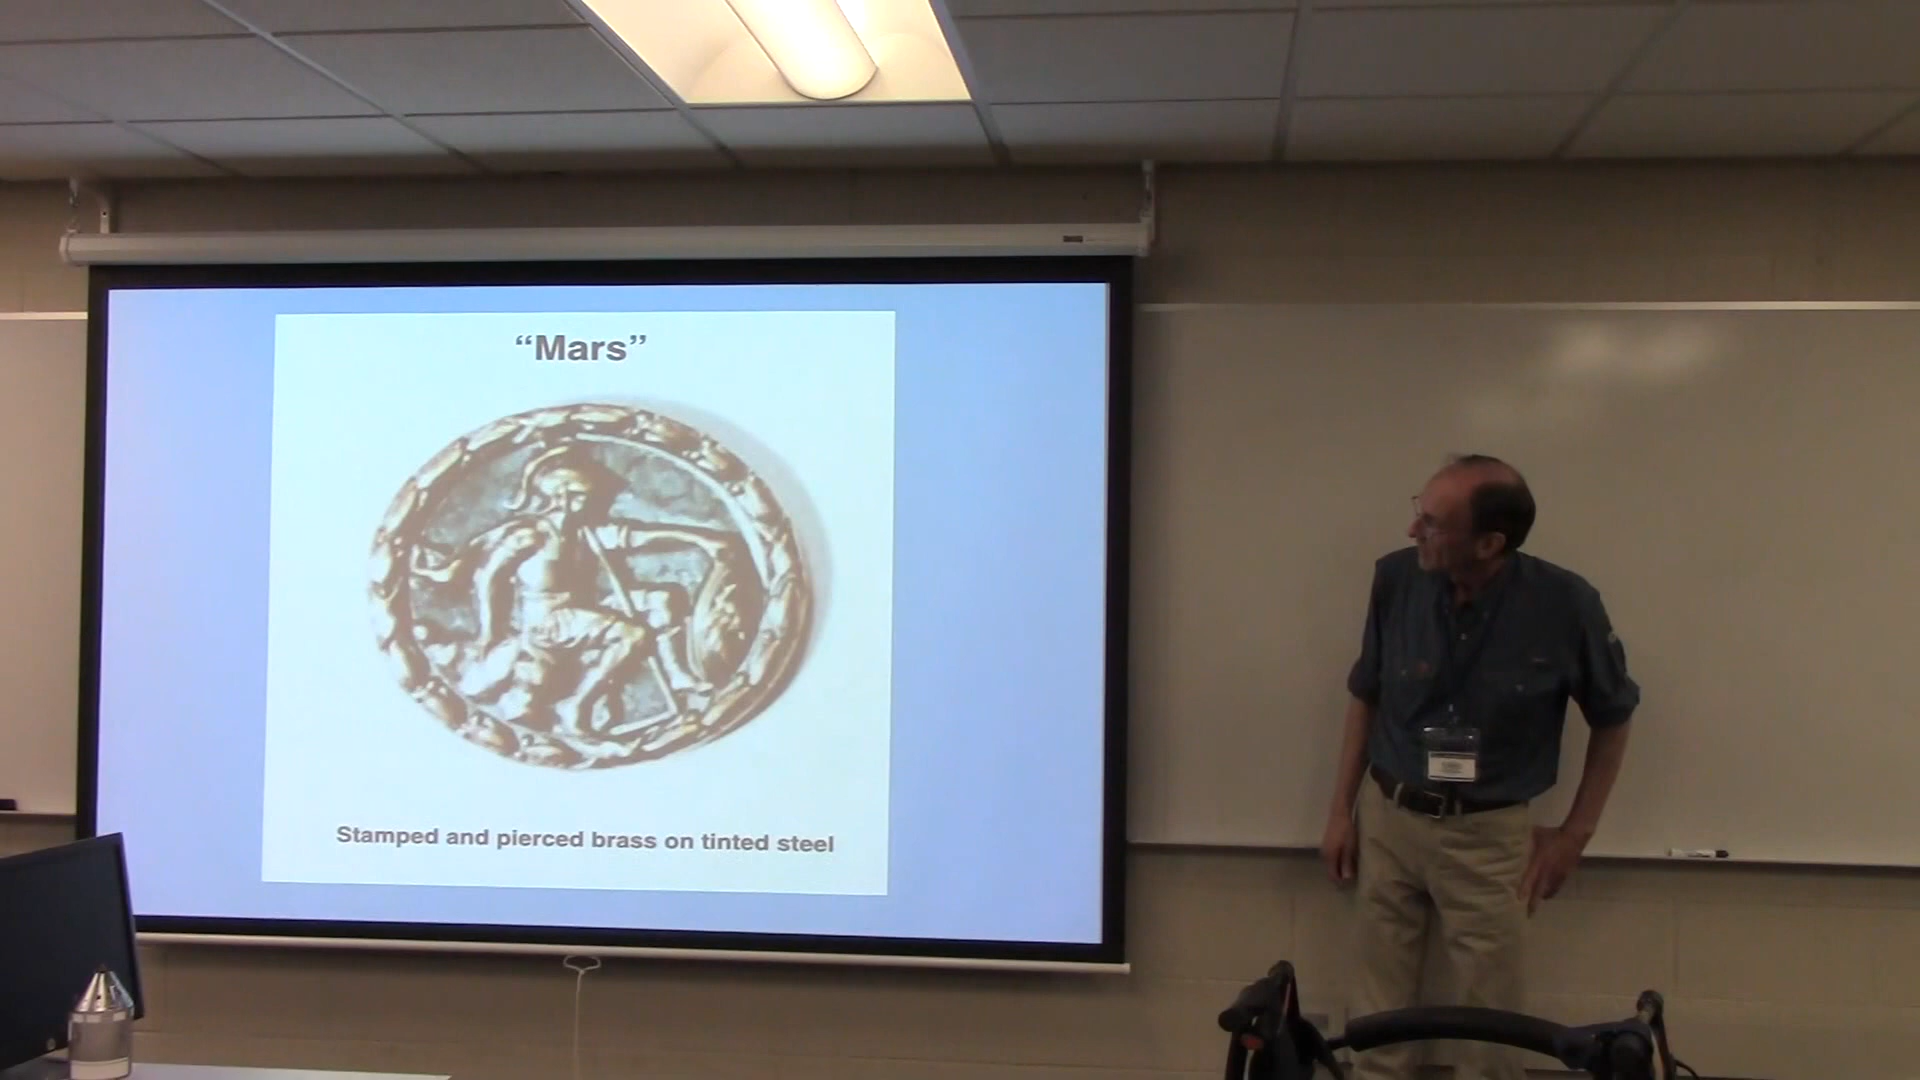 “Mars”
Stamped and pierced brass on tinted steel